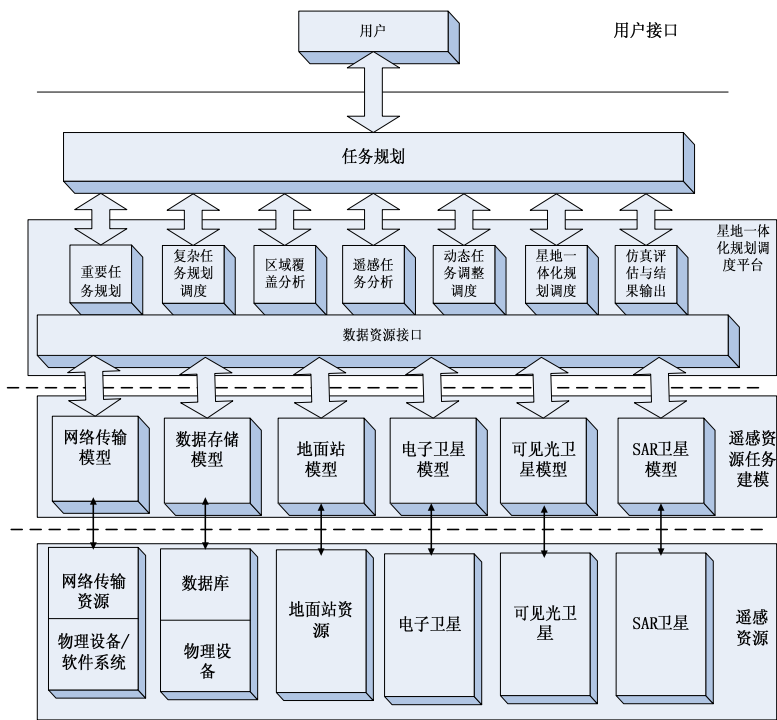 用户
用户接口
任务规划
星地一体
化规划调
度平台
重要任
务规划
复杂任
务规划
调度
区域覆
盖分析
遥感任
务分析
动态任
务调整
调度
星地一
体化规
划调度
仿真评
估与结
果输出
数据资源接口
网络传输
模型
数据存储
模型
地面站
模型
电子卫
星模型
可见光卫
星模型
SAR卫星
模型
遥感资
源任务
建模
网络传输
资源
物理设备/
软件系统
数据库
物理设
备
地面站资
源
电子卫星
可见光卫
星
SAR卫星
遥感
资源